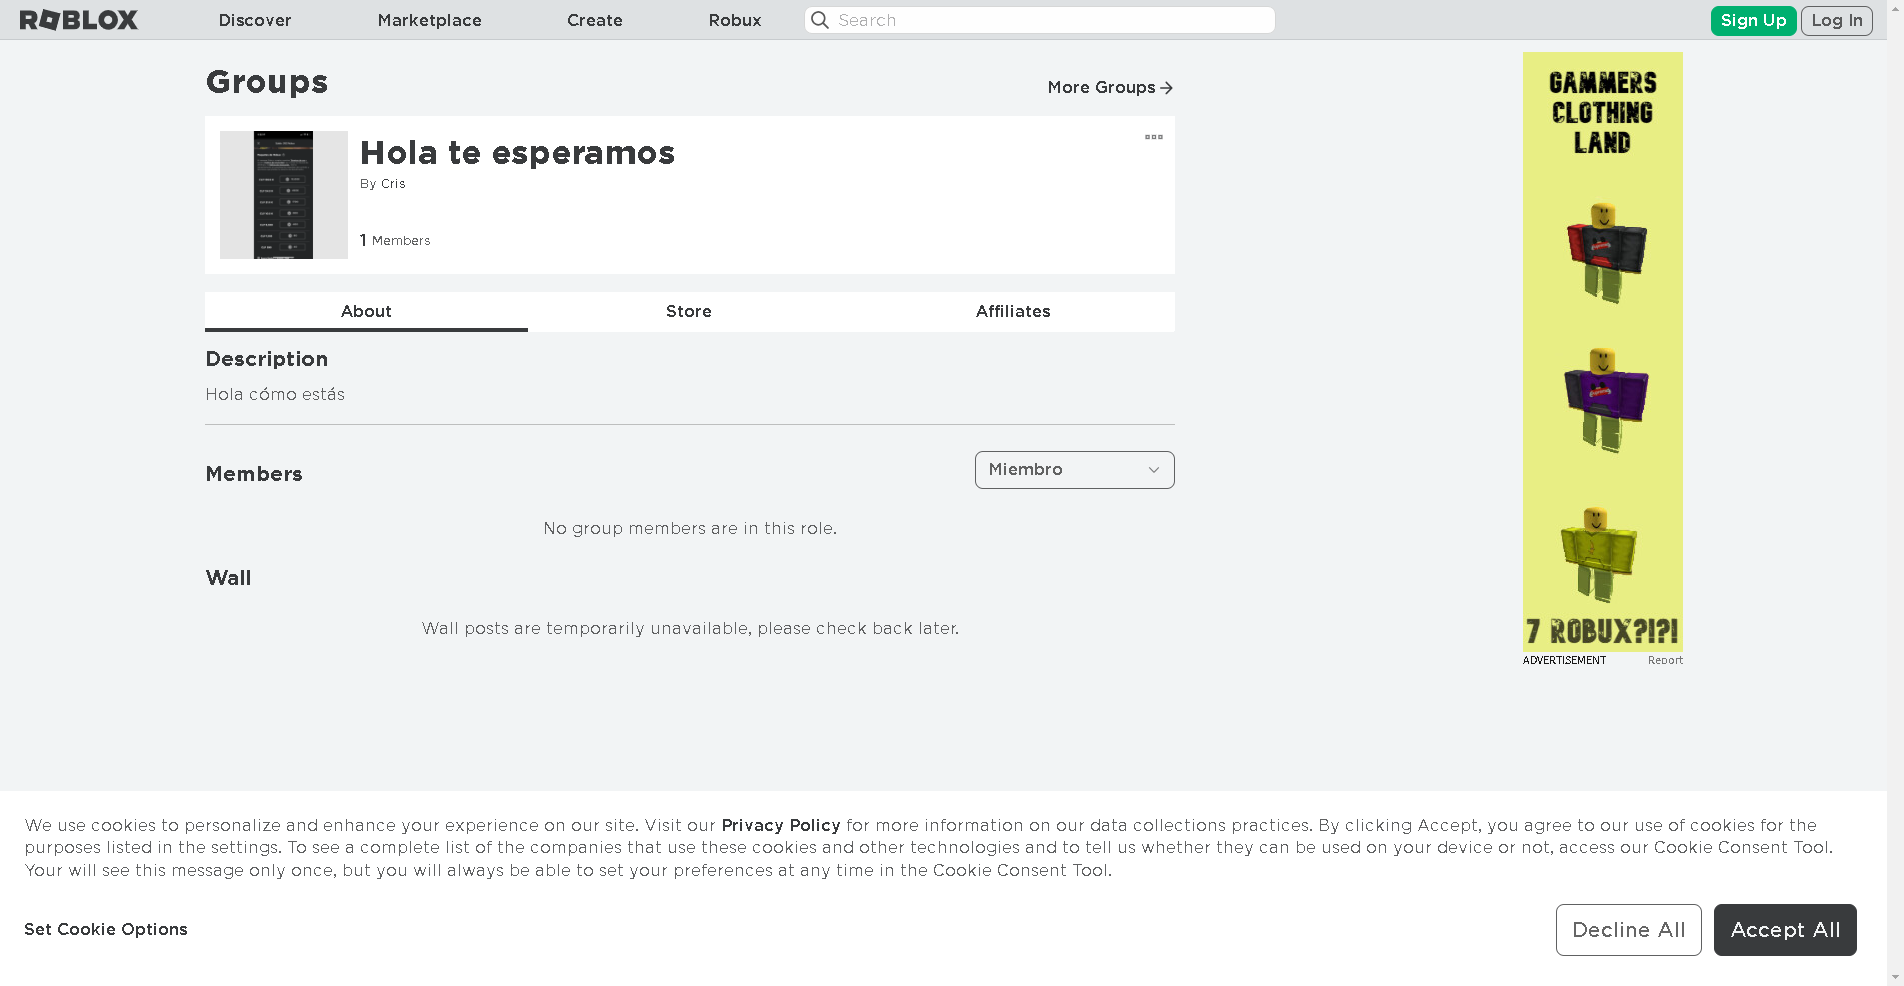 ROBLOX
Discover
Marketplace
Create
Robux
Search
Sign Up
Log In
Groups
More Groups
Hola te esperamos
By Cris
1 Members
About
Store
Affiliates
Description
Hola cómo estás
Members
Miembro
No group members are in this role.
Wall
Wall posts are temporarily unavailable, please check back later.
GAMMERS
CLOTHING
LAND
7 ROBUX?!?!
ADVERTISEMENT
Report
We use cookies to personalize and enhance your experience on our site. Visit our Privacy Policy for more information on our data collections practices. By clicking Accept, you agree to our use of cookies for the
purposes listed in the settings. To see a complete list of the companies that use these cookies and other technologies and to tell us whether they can be used on your device or not, access our Cookie Consent Tool.
Your will see this message only once, but you will always be able to set your preferences at any time in the Cookie Consent Tool.
Set Cookie Options
Decline All
Accept All